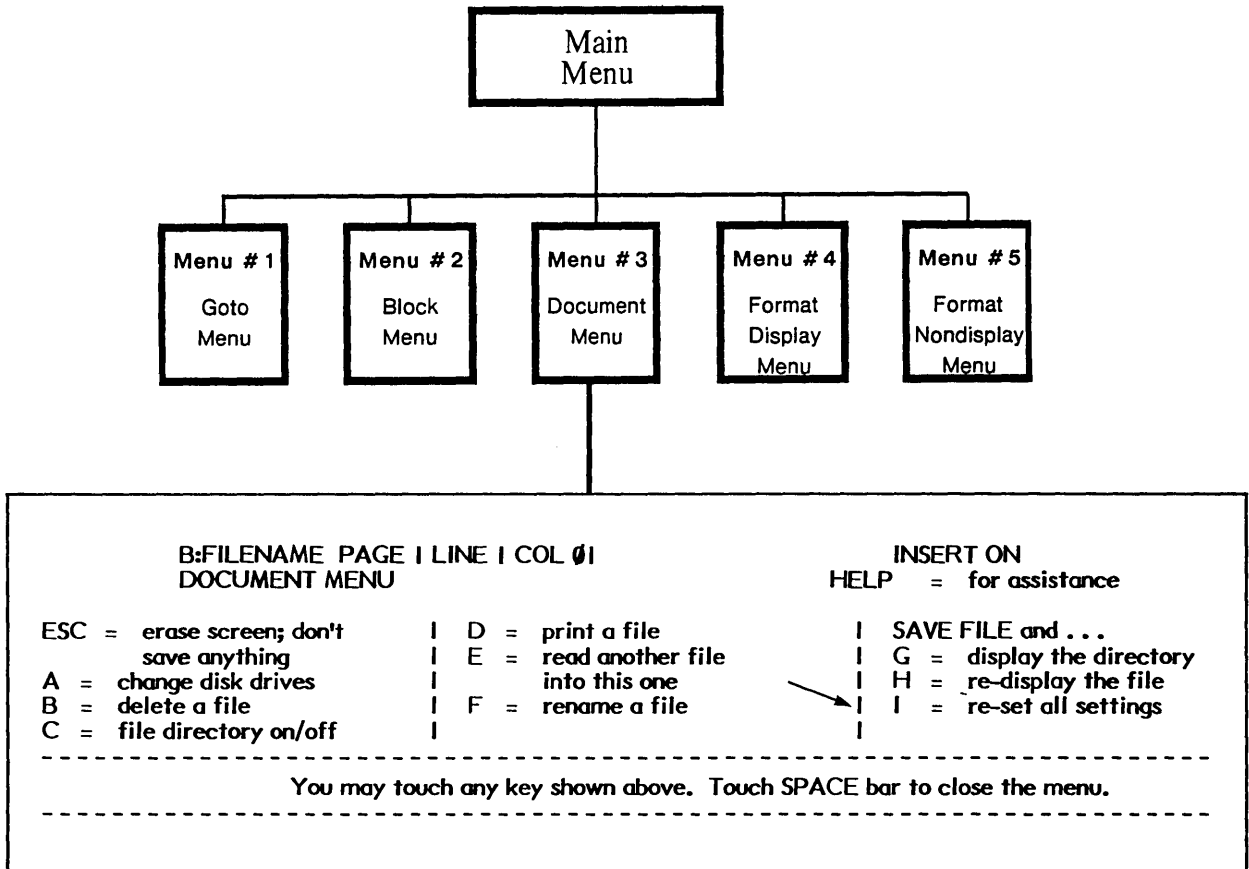 Main
Menu
Menu # 1
Goto
Menu
Menu # 2
Block
Menu
Menu # 3
Document
Menu
Menu # 4
Format
Display
Menu
Menu # 5
Format
Nondisplay
Menu
B:FILENAME PAGE 1 LINE 1 COL 01 INSERT ON
DOCUMENT MENU HELP = for assistance
ESC = erase screen; don't | D = print a file | SAVE FILE and . . .
save anything | E = read another file | G = display the directory
A = change disk drives | into this one | H = re-display the file
B = delete a file | F = rename a file | I = re-set all settings
C = file directory on/off | |
You may touch any key shown above. Touch SPACE bar to close the menu.